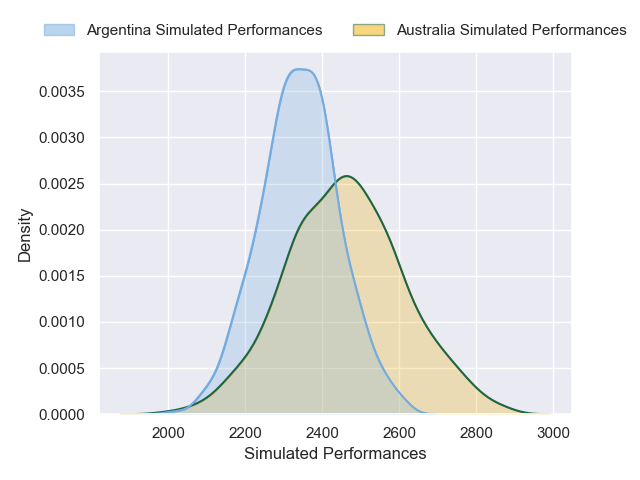 Argentina Simulated Performances Australia Simulated Performances
0.0035
0.0030
0.0025
0.0020
0.0015
0.0010
0.0005
0.0000
Density
2000 2200 2400 2600 2800 3000
Simulated Performances